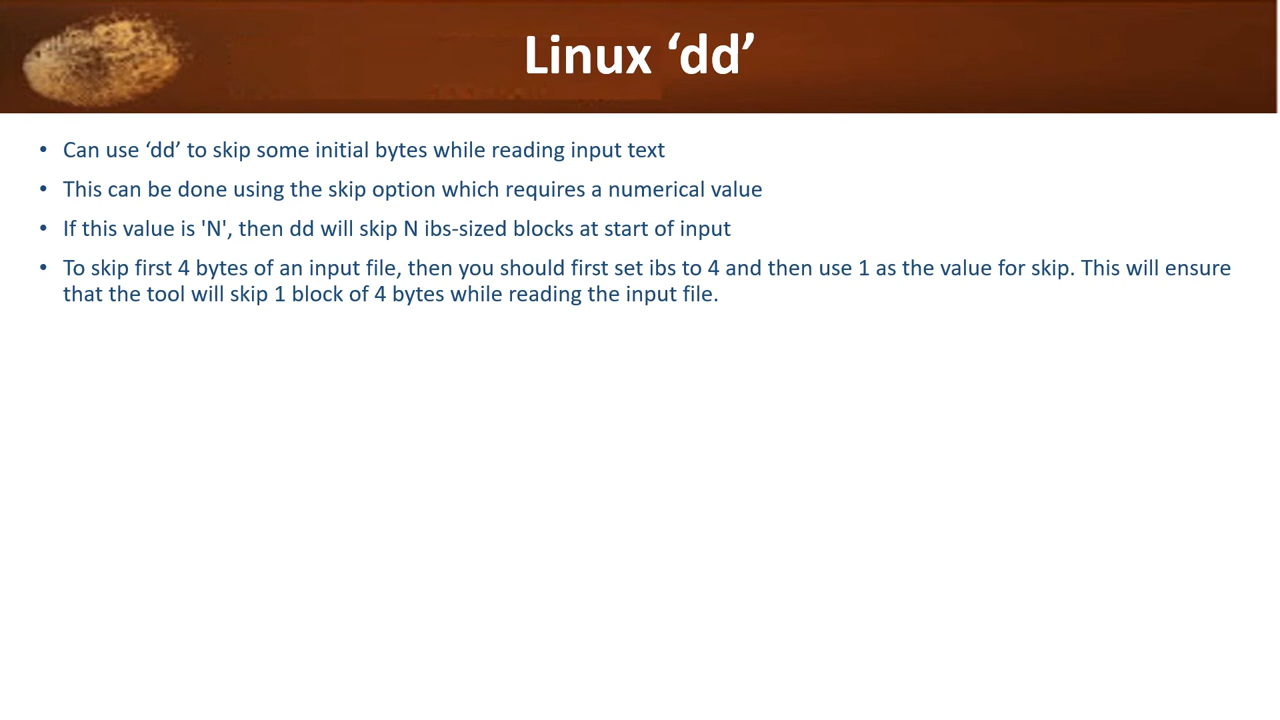 Linux ‘dd’
• Can use ‘dd’ to skip some initial bytes while reading input text
• This can be done using the skip option which requires a numerical value
• If this value is 'N', then dd will skip N ibs-sized blocks at start of input
• To skip first 4 bytes of an input file, then you should first set ibs to 4 and then use 1 as the value for skip. This will ensure
that the tool will skip 1 block of 4 bytes while reading the input file.